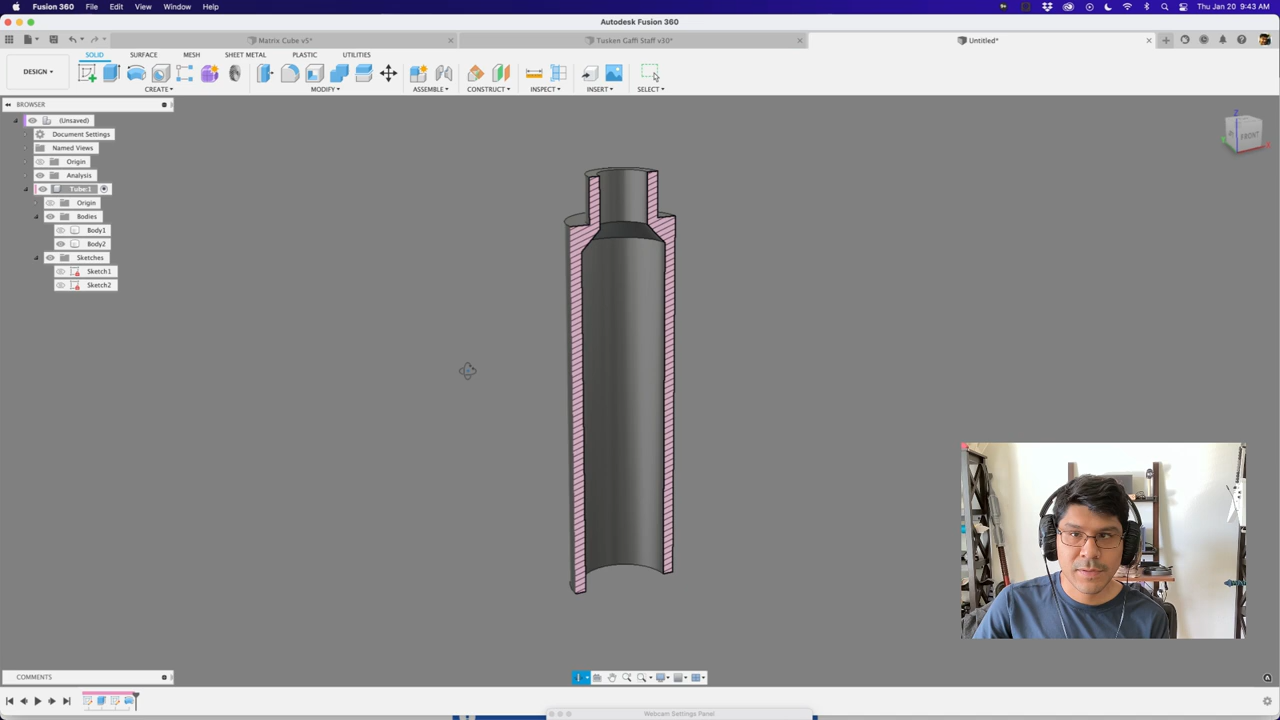 Fusion 360 File Edit View Window Help Thu Jan 20 9:43 AM
Autodesk Fusion 360
Matrix Cube v5* Tusken Gaffi Staff v30* Untitled*
SOLID SURFACE MESH SHEET METAL PLASTIC UTILITIES
DESIGN
CREATE MODIFY ASSEMBLE CONSTRUCT INSPECT INSERT SELECT
BROWSER
(Unsaved)
Document Settings
Named Views
Origin
Analysis
Tube:1
Origin
Bodies
Body1
Body2
Sketches
Sketch1
Sketch2
Z
FRONT
COMMENTS
Webcam Settings Panel